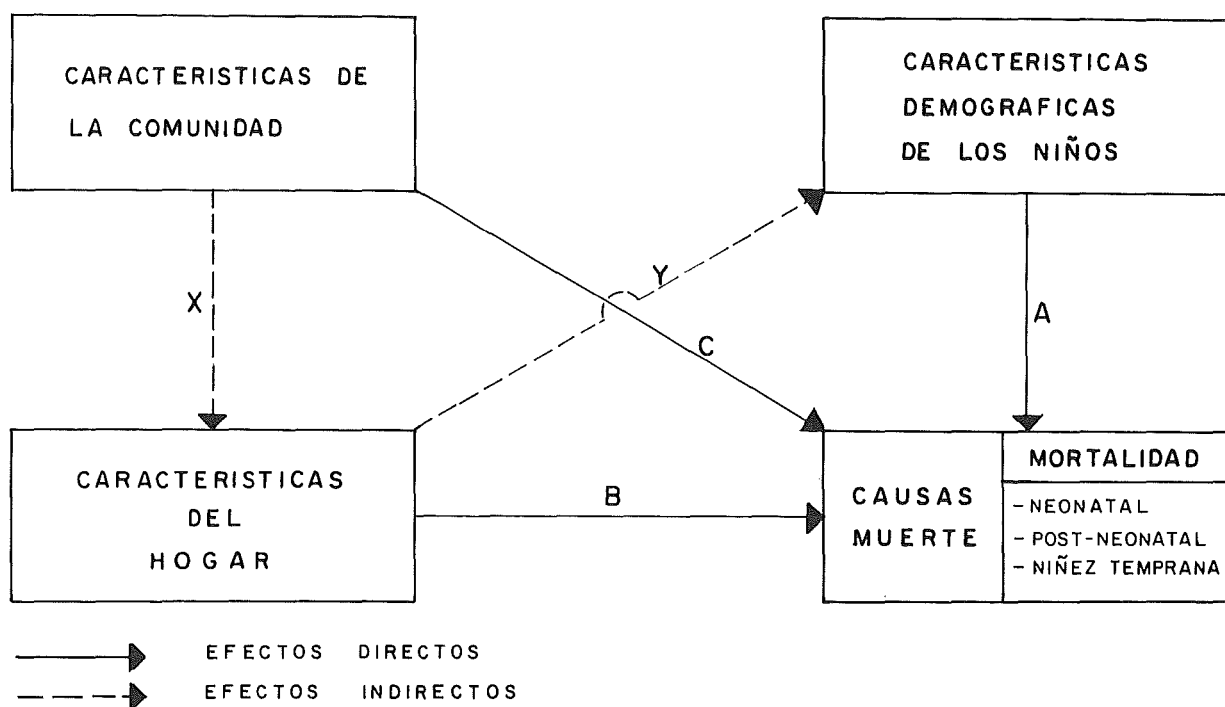 CARACTERISTICAS DE
LA COMUNIDAD
CARACTERISTICAS
DEMOGRAFICAS
DE LOS NIÑOS
X
Y
C
A
CARACTERISTICAS
DEL
HOGAR
B
CAUSAS
MUERTE
MORTALIDAD
- NEONATAL
- POST-NEONATAL
- NIÑEZ TEMPRANA
EFECTOS DIRECTOS
EFECTOS INDIRECTOS